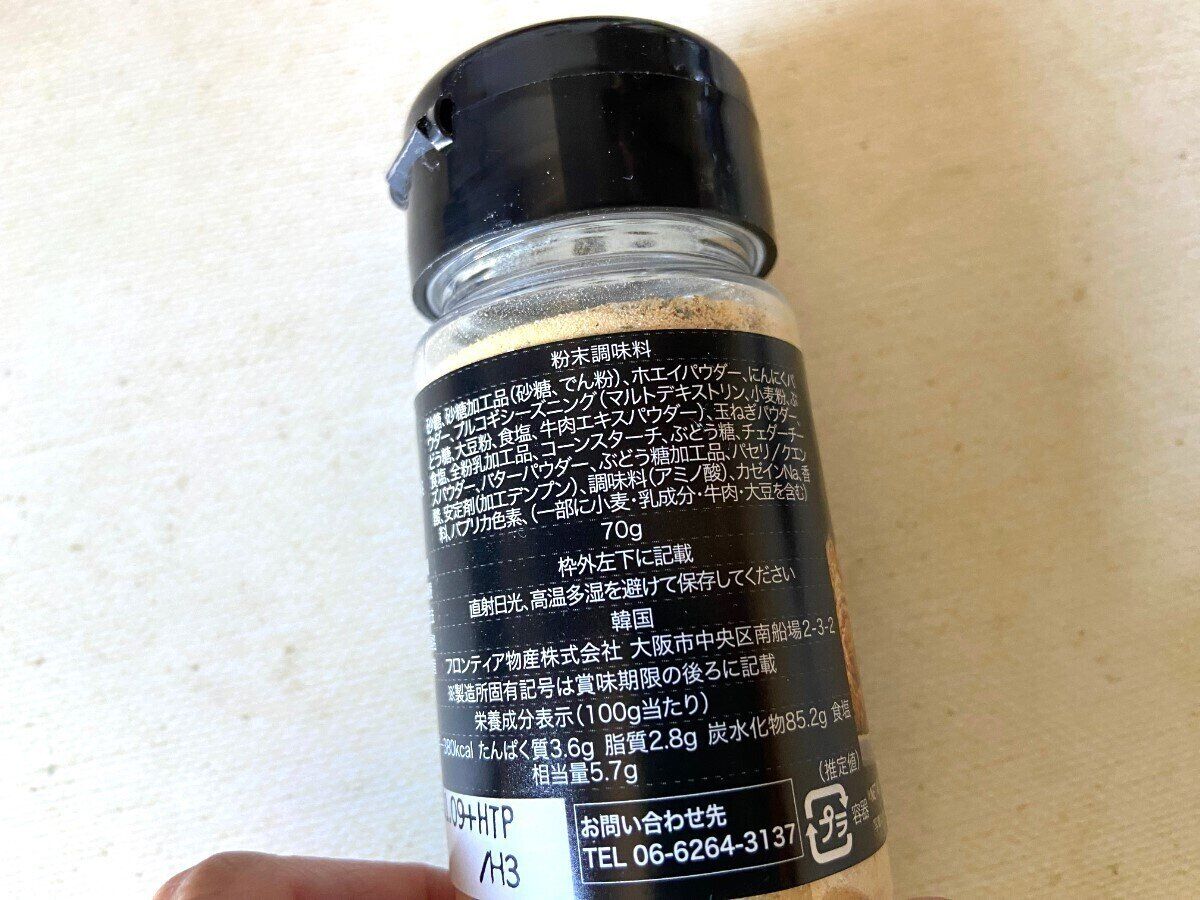 粉末調味料
砂糖、砂糖加工品(砂糖、でん粉)、ホエイパウダー、にんにくパ
ウダー、プルコギシーズニング(マルトデキストリン、小麦粉、ぶ
どう糖、大豆粉、食塩、牛肉エキスパウダー)、玉ねぎパウダー、
食塩、全粉乳加工品、コーンスターチ、ぶどう糖、チェダーチー
ズパウダー、バターパウダー、ぶどう糖加工品、パセリ/クエン
酸、安定剤(加工デンプン)、調味料(アミノ酸)、カゼインNa、香
料、パプリカ色素、(一部に小麦・乳成分・牛肉・大豆を含む)
70g
枠外左下に記載
直射日光、高温多湿を避けて保存してください
韓国
フロンティア物産株式会社 大阪市中央区南船場2-3-2
※製造所固有記号は賞味期限の後ろに記載
栄養成分表示(100g当たり)
380kcal たんぱく質3.6g 脂質2.8g 炭水化物85.2g 食塩
相当量5.7g
(推定値)
.09+HTP
/H3
お問い合わせ先
TEL 06-6264-3137
プラ
容器